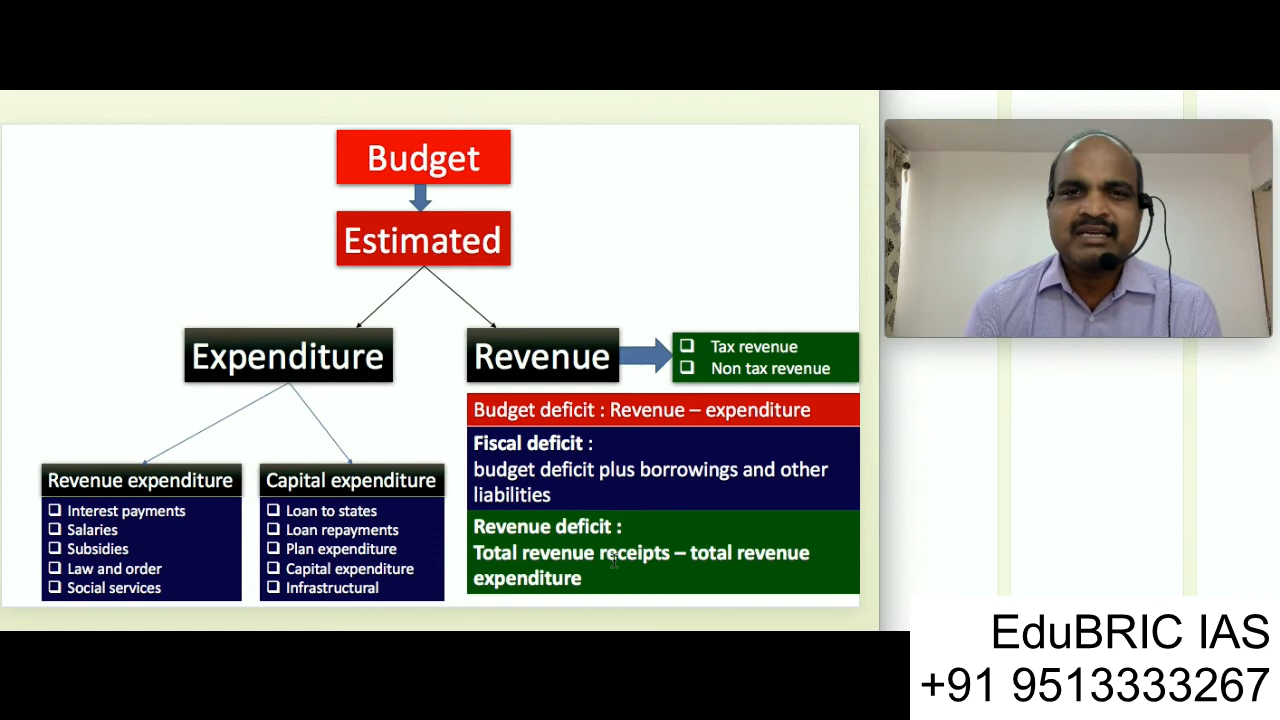 Budget
Estimated
Expenditure
Revenue
❑ Tax revenue
❑ Non tax revenue
Budget deficit : Revenue – expenditure
Fiscal deficit :
budget deficit plus borrowings and other
liabilities
Revenue deficit :
Total revenue receipts – total revenue
expenditure
Revenue expenditure
❑ Interest payments
❑ Salaries
❑ Subsidies
❑ Law and order
❑ Social services
Capital expenditure
❑ Loan to states
❑ Loan repayments
❑ Plan expenditure
❑ Capital expenditure
❑ Infrastructural
EduBRIC IAS
+91 9513333267